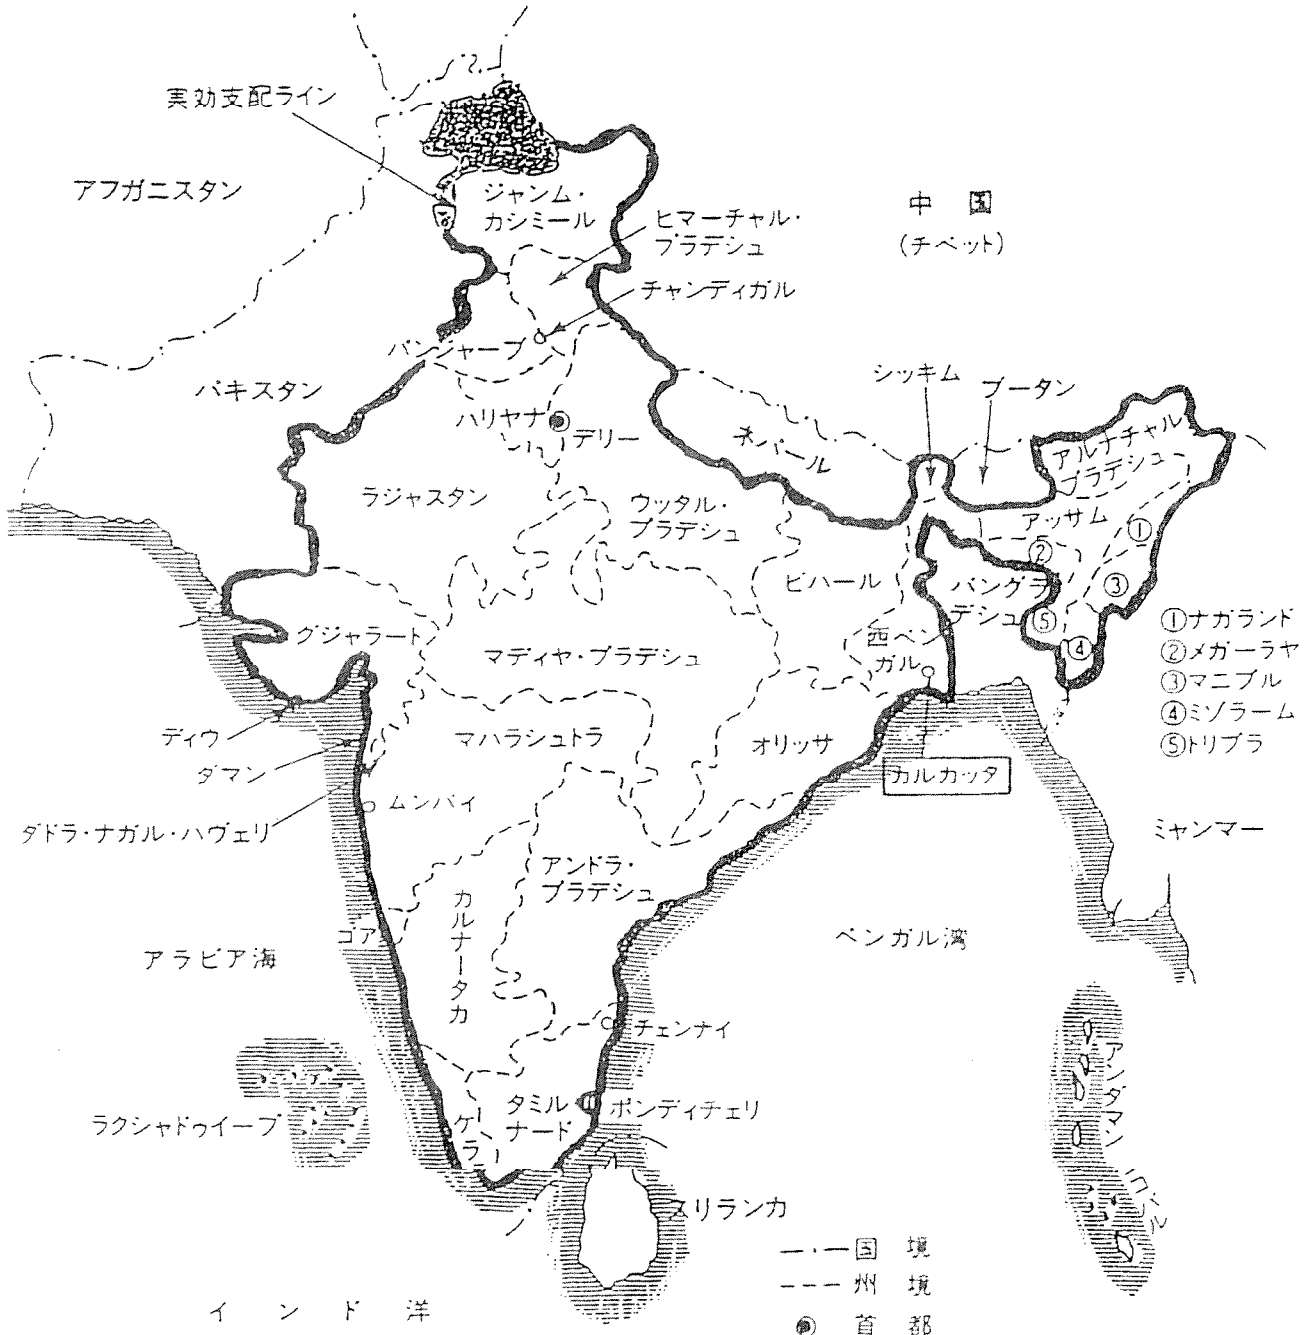 実効支配ライン
アフガニスタン
ジャンム・
カシミール
ヒマーチャル・
プラデシュ
中国
(チベット)
チャンディガル
パンジャーブ
パキスタン
シッキム
ブータン
ハリヤナ
デリー
ネパール
アルナチャル
プラデシュ
ラジャスタン
ウッタル・
プラデシュ
アッサム
①
②
ビハール
バングラ
デシュ
③
⑤
④
グジャラート
マディヤ・プラデシュ
西ベン
ガル
①ナガランド
②メガーラヤ
③マニプル
④ミゾラーム
⑤トリプラ
ディウ
マハラシュトラ
オリッサ
ダマン
カルカッタ
ムンバイ
ダドラ・ナガル・ハヴェリ
ミャンマー
アンドラ・
プラデシュ
カルナータカ
ゴア
アラビア海
ベンガル湾
チェンナイ
アンダマン
ニコバル
ラクシャドゥイープ
ケラ
タミル
ナード
ポンディチェリ
スリランカ
国境
州境
首都
インド洋